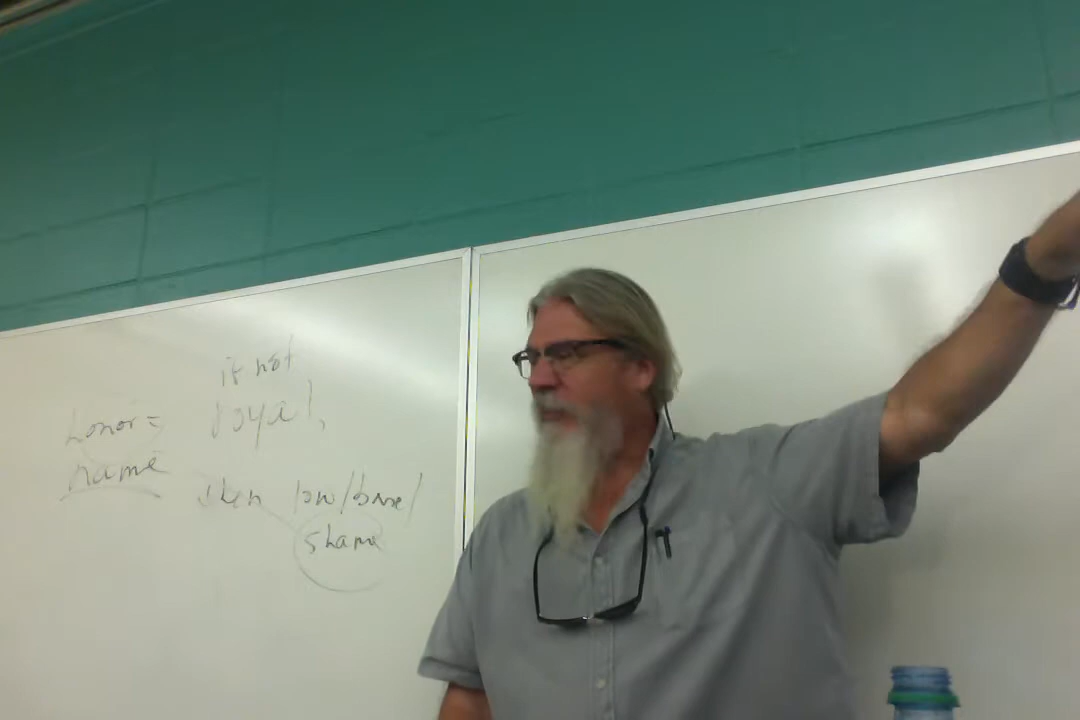 if not
honor =
loyal,
name
then low/base/
shame